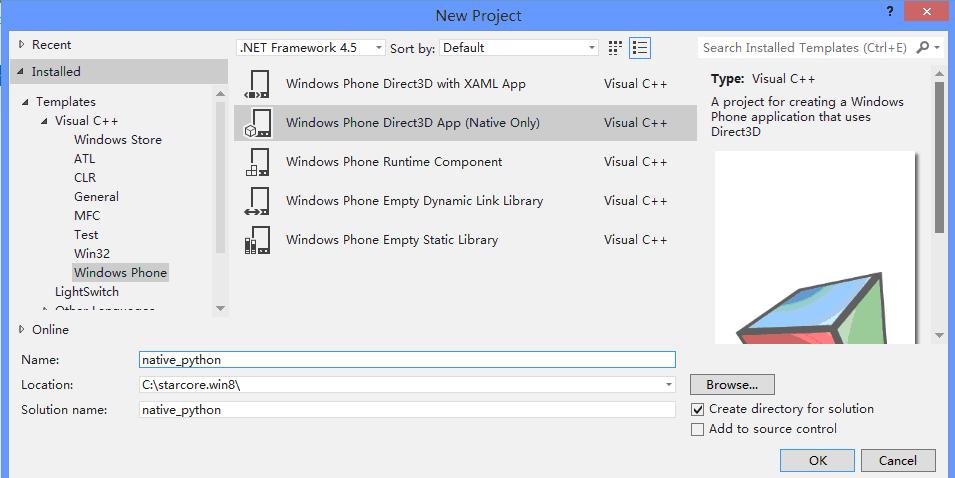 New Project
? ×
Recent
.NET Framework 4.5 Sort by: Default
Search Installed Templates (Ctrl+E)
Installed
Templates
Visual C++
Windows Store
ATL
CLR
General
MFC
Test
Win32
Windows Phone
LightSwitch
Other Languages
Online
Windows Phone Direct3D with XAML App Visual C++
Windows Phone Direct3D App (Native Only) Visual C++
Windows Phone Runtime Component Visual C++
Windows Phone Empty Dynamic Link Library Visual C++
Windows Phone Empty Static Library Visual C++
Type: Visual C++
A project for creating a Windows
Phone application that uses
Direct3D
Name: native_python
Location: C:\starcore.win8\
Browse...
Solution name: native_python
Create directory for solution
Add to source control
OK Cancel